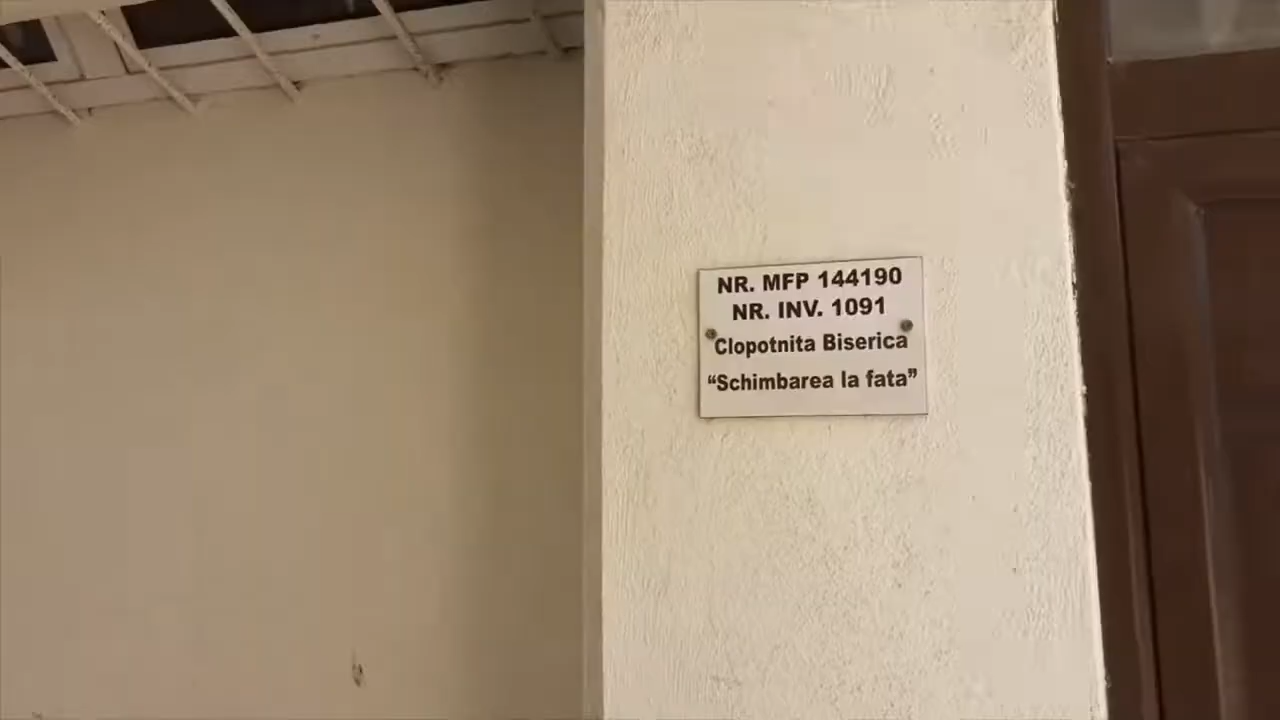 NR. MFP 144190
NR. INV. 1091
Clopotnita Biserica
“Schimbarea la fata”